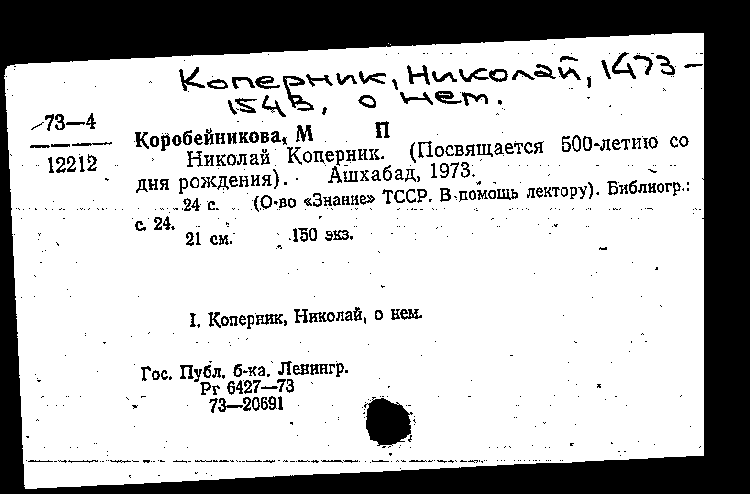 Коперник, Николай, 1473–
1543, о нем.
73—4
12212
Коробейникова, М П
Николай Коперник. (Посвящается 500-летию со
дня рождения). Ашхабад, 1973.
24 с. (О-во «Знание» ТССР. В помощь лектору). Библиогр.:
с. 24.
21 см. 150 экз.
I. Коперник, Николай, о нем.
Гос. Публ. б-ка. Ленингр.
Рг 6427—73
73—20691